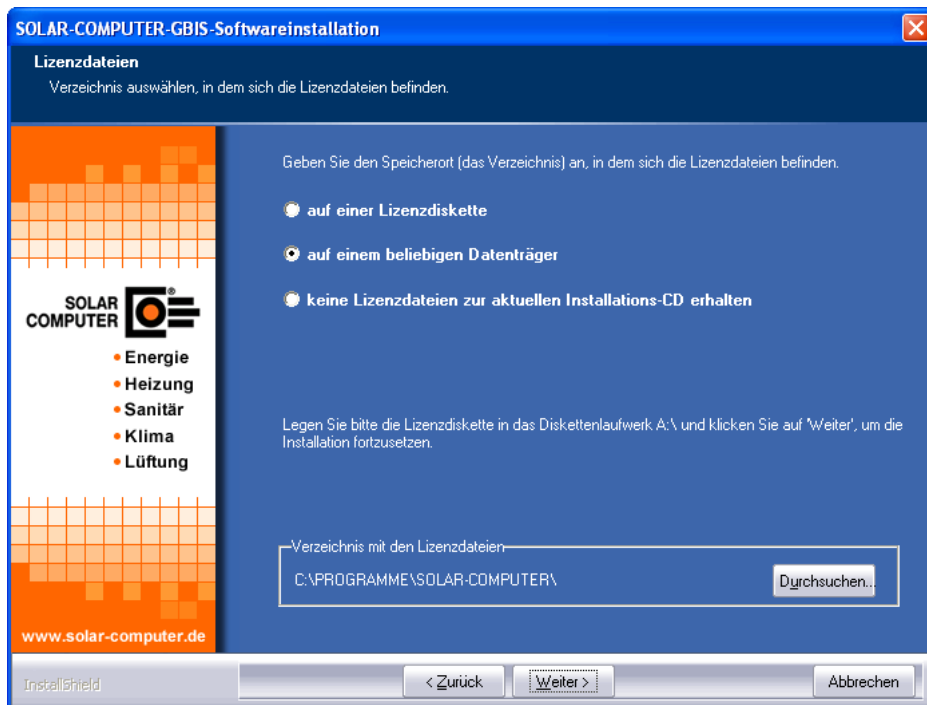 SOLAR-COMPUTER-GBIS-Softwareinstallation
Lizenzdateien
Verzeichnis auswählen, in dem sich die Lizenzdateien befinden.
Geben Sie den Speicherort (das Verzeichnis) an, in dem sich die Lizenzdateien befinden.
auf einer Lizenzdiskette
auf einem beliebigen Datenträger
keine Lizenzdateien zur aktuellen Installations-CD erhalten
SOLAR
COMPUTER
®
• Energie
• Heizung
• Sanitär
• Klima
• Lüftung
Legen Sie bitte die Lizenzdiskette in das Diskettenlaufwerk A:\ und klicken Sie auf 'Weiter', um die
Installation fortzusetzen.
Verzeichnis mit den Lizenzdateien
C:\PROGRAMME\SOLAR-COMPUTER\
Durchsuchen...
www.solar-computer.de
InstallShield
< Zurück
Weiter >
Abbrechen